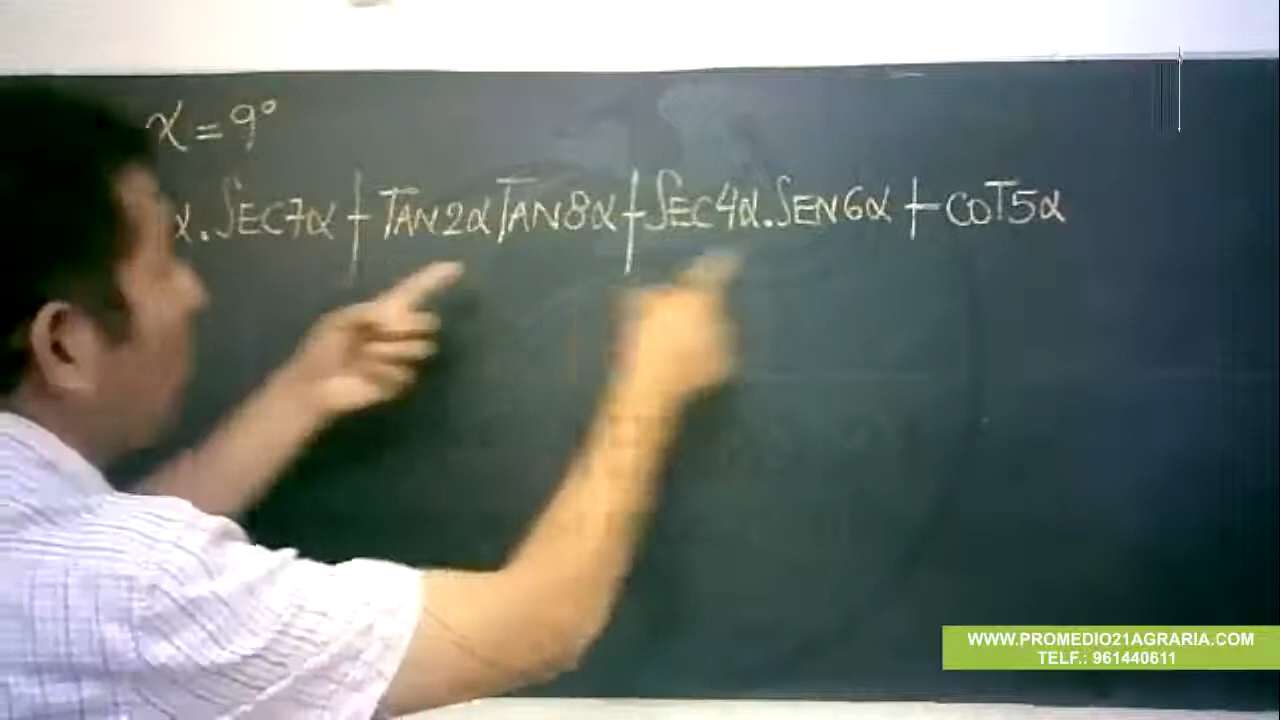 α = 9°
α . SEC7α + TAN2α TAN8α + SEC4α . SEN6α + COT5α
WWW.PROMEDIO21AGRARIA.COM
TELF.: 961440611